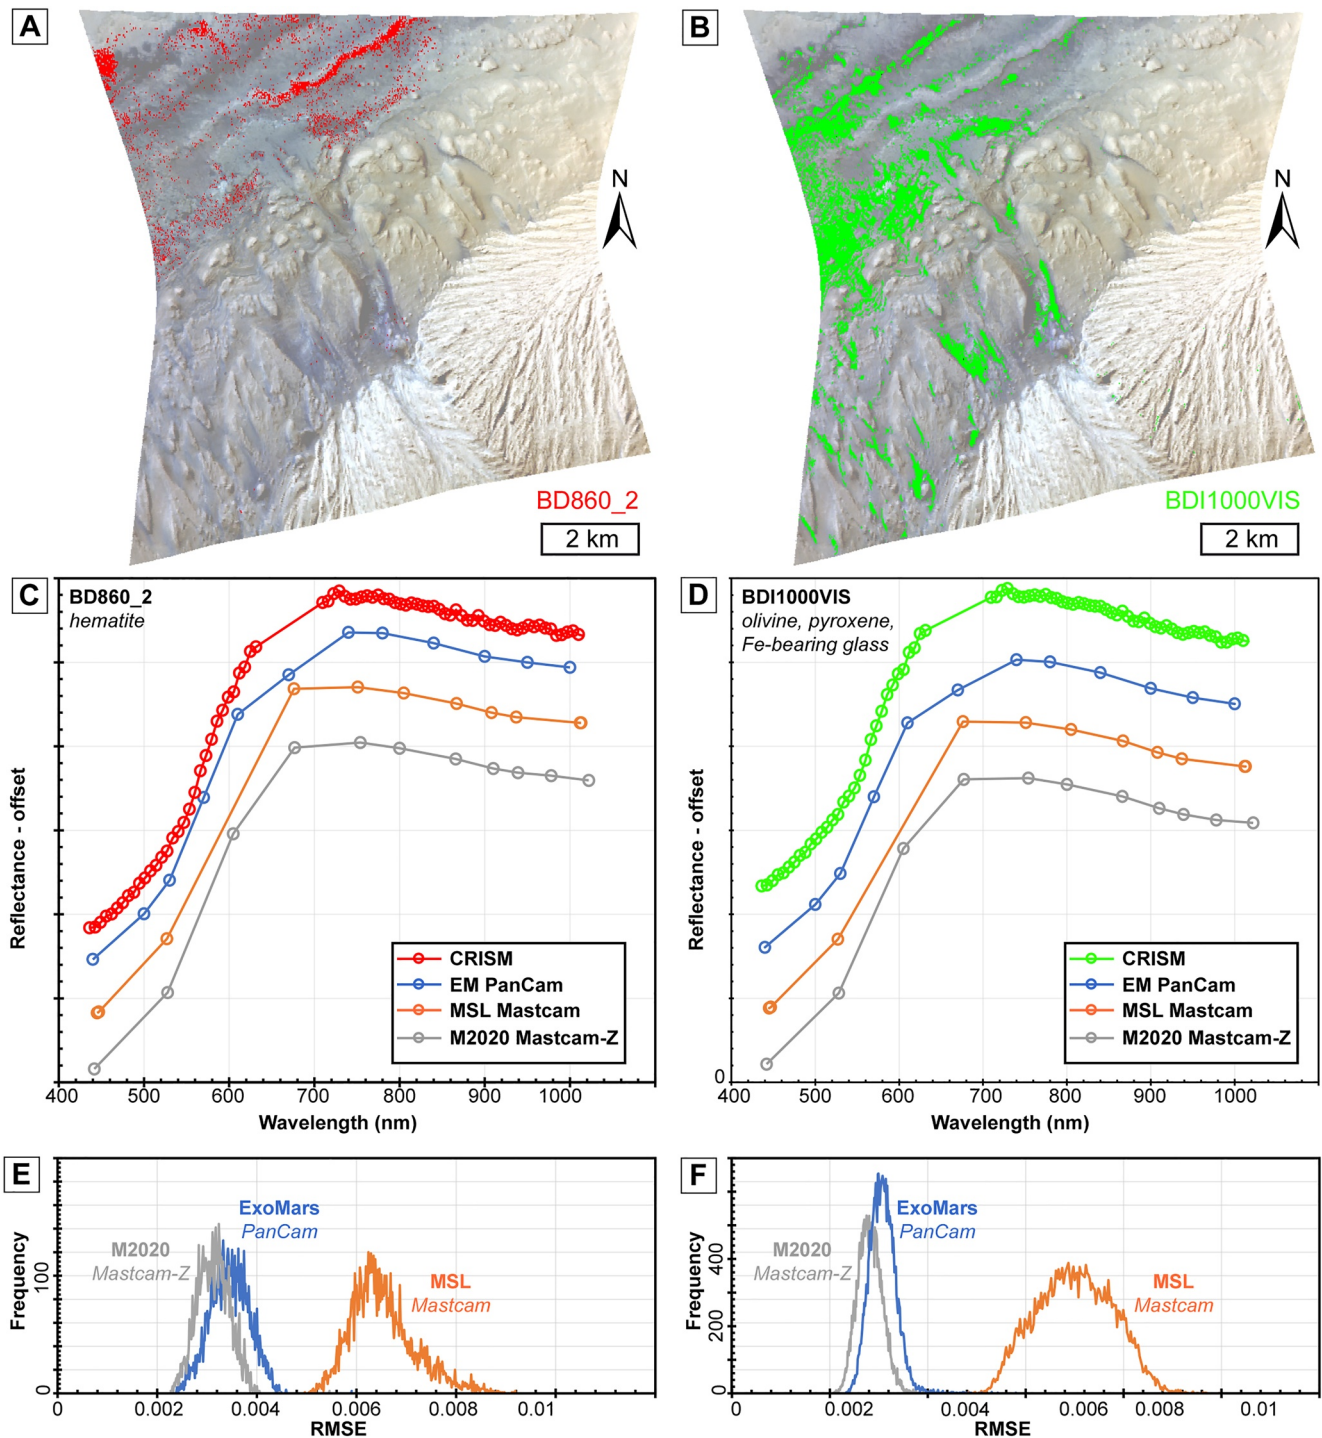 A
B
N
N
BD860_2
2 km
BDI1000VIS
2 km
C
BD860_2
hematite
Reflectance - offset
CRISM
EM PanCam
MSL Mastcam
M2020 Mastcam-Z
400 500 600 700 800 900 1000
Wavelength (nm)
D
BDI1000VIS
olivine, pyroxene,
Fe-bearing glass
Reflectance - offset
CRISM
EM PanCam
MSL Mastcam
M2020 Mastcam-Z
0
400 500 600 700 800 900 1000
Wavelength (nm)
E
ExoMars
PanCam
M2020
Mastcam-Z
MSL
Mastcam
Frequency
100
0
0 0.002 0.004 0.006 0.008 0.01
RMSE
F
ExoMars
PanCam
M2020
Mastcam-Z
MSL
Mastcam
Frequency
400
200
0
0 0.002 0.004 0.006 0.008 0.01
RMSE